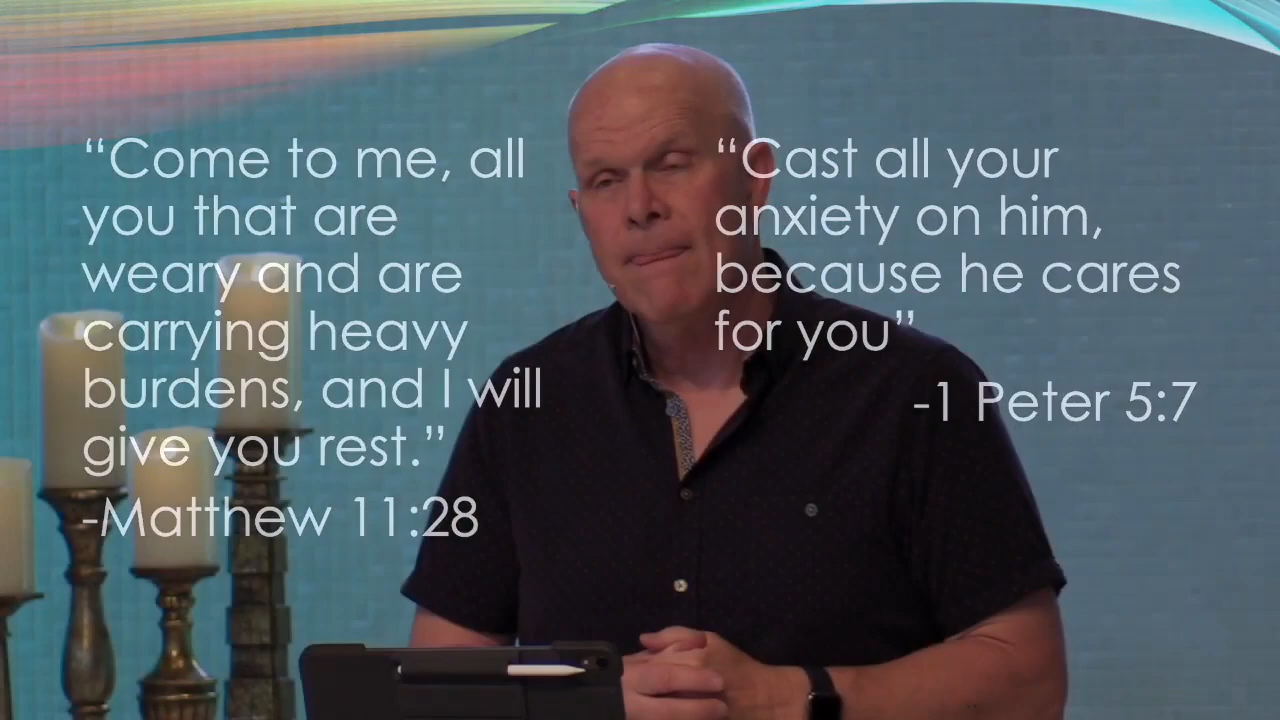 “Come to me, all
you that are
weary and are
carrying heavy
burdens, and I will
give you rest.”
-Matthew 11:28
“Cast all your
anxiety on him,
because he cares
for you”
-1 Peter 5:7